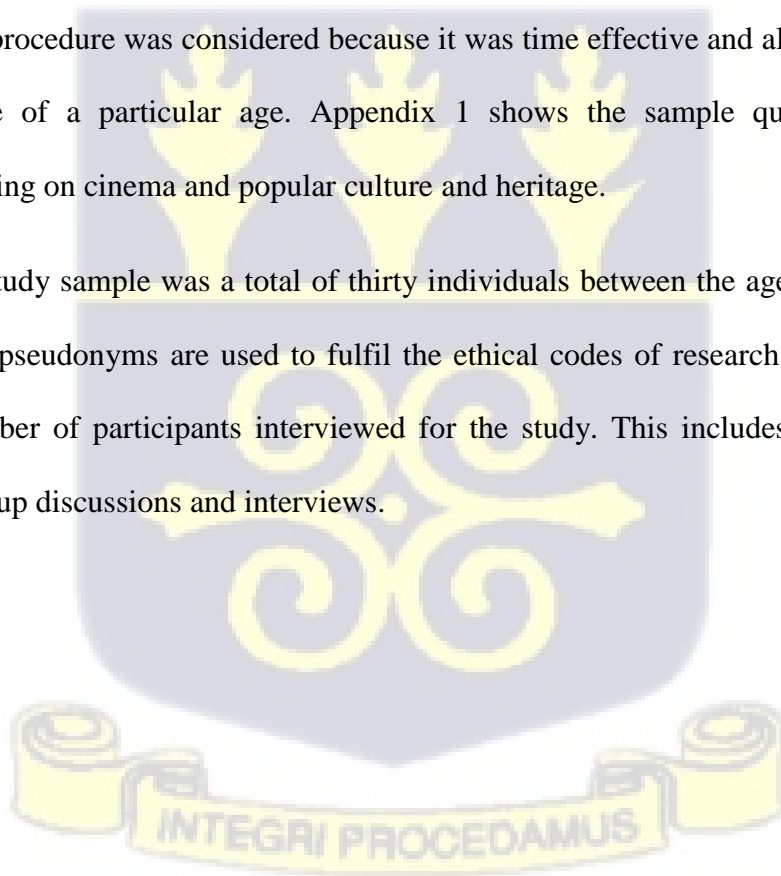 procedure was considered because it was time effective and al
e of a particular age. Appendix 1 shows the sample qu
ing on cinema and popular culture and heritage.
tudy sample was a total of thirty individuals between the age
pseudonyms are used to fulfil the ethical codes of research
ber of participants interviewed for the study. This includes
up discussions and interviews.
INTEGRI PROCEDAMUS